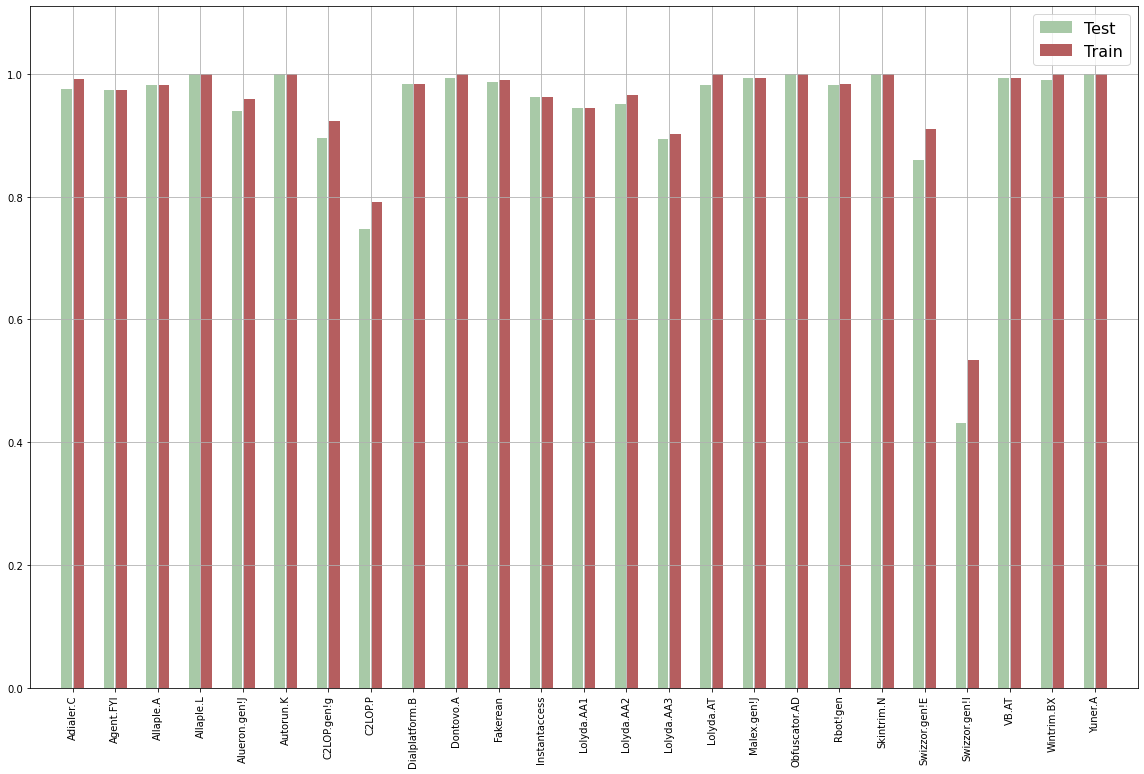 Test
Train
1.0
0.8
0.6
0.4
0.2
0.0
Adialer.C
Agent.FYI
Allaple.A
Allaple.L
Alueron.gen!J
Autorun.K
C2LOP.gen!g
C2LOP.P
Dialplatform.B
Dontovo.A
Fakerean
Instantaccess
Lolyda.AA1
Lolyda.AA2
Lolyda.AA3
Lolyda.AT
Malex.gen!J
Obfuscator.AD
Rbot!gen
Skintrim.N
Swizzor.gen!E
Swizzor.gen!I
VB.AT
Wintrim.BX
Yuner.A